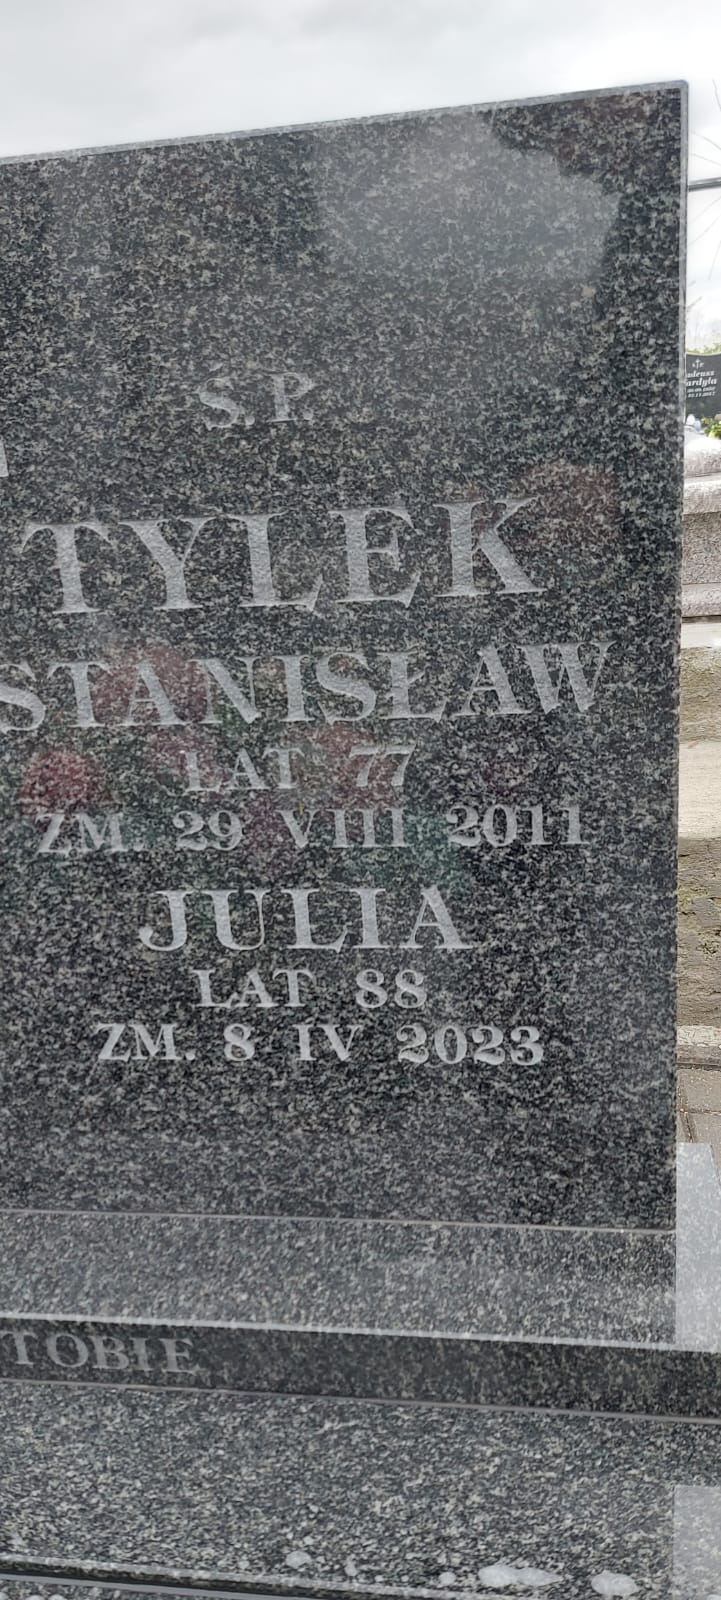 Ś.P.
TYLEK
STANISŁAW
LAT 77
ZM. 29 VIII 2011
JULIA
LAT 88
ZM. 8 IV 2023
TOBIE